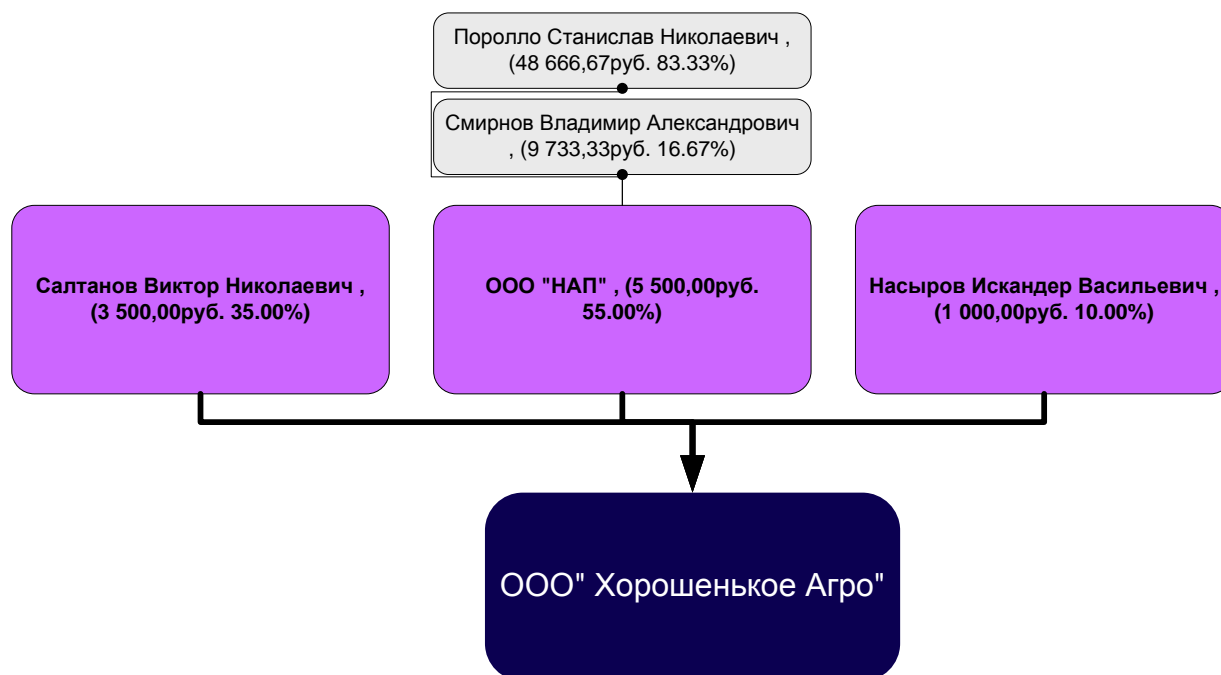 Поролло Станислав Николаевич ,
(48 666,67руб. 83.33%)
Смирнов Владимир Александрович
, (9 733,33руб. 16.67%)
Салтанов Виктор Николаевич ,
(3 500,00руб. 35.00%)
ООО "НАП" , (5 500,00руб.
55.00%)
Насыров Искандер Васильевич ,
(1 000,00руб. 10.00%)
ООО" Хорошенькое Агро"